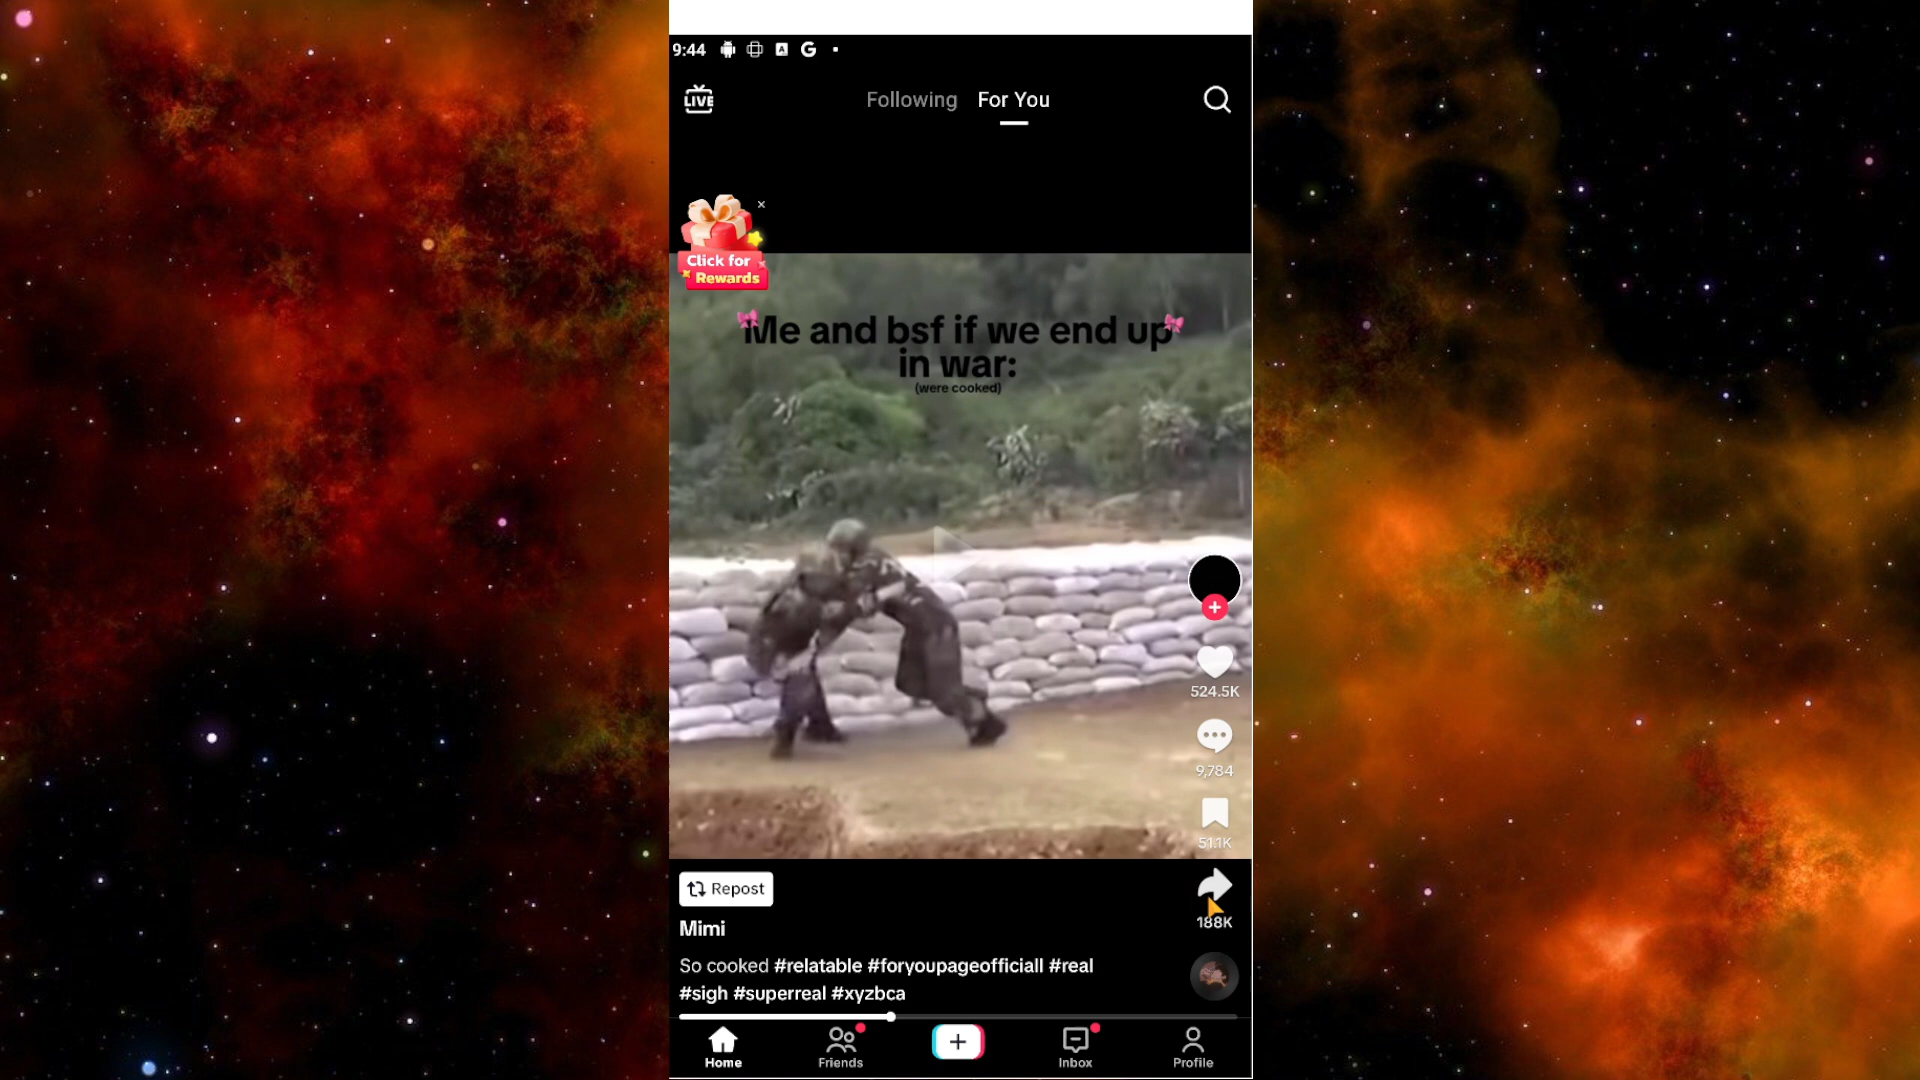 9:44
LIVE
Following
For You
Click for
Rewards
Me and bsf if we end up
in war:
(were cooked)
524.5K
9,784
51.1K
Repost
188K
Mimi
So cooked #relatable #foryoupageofficiall #real
#sigh #superreal #xyzbca
Home
Friends
Inbox
Profile